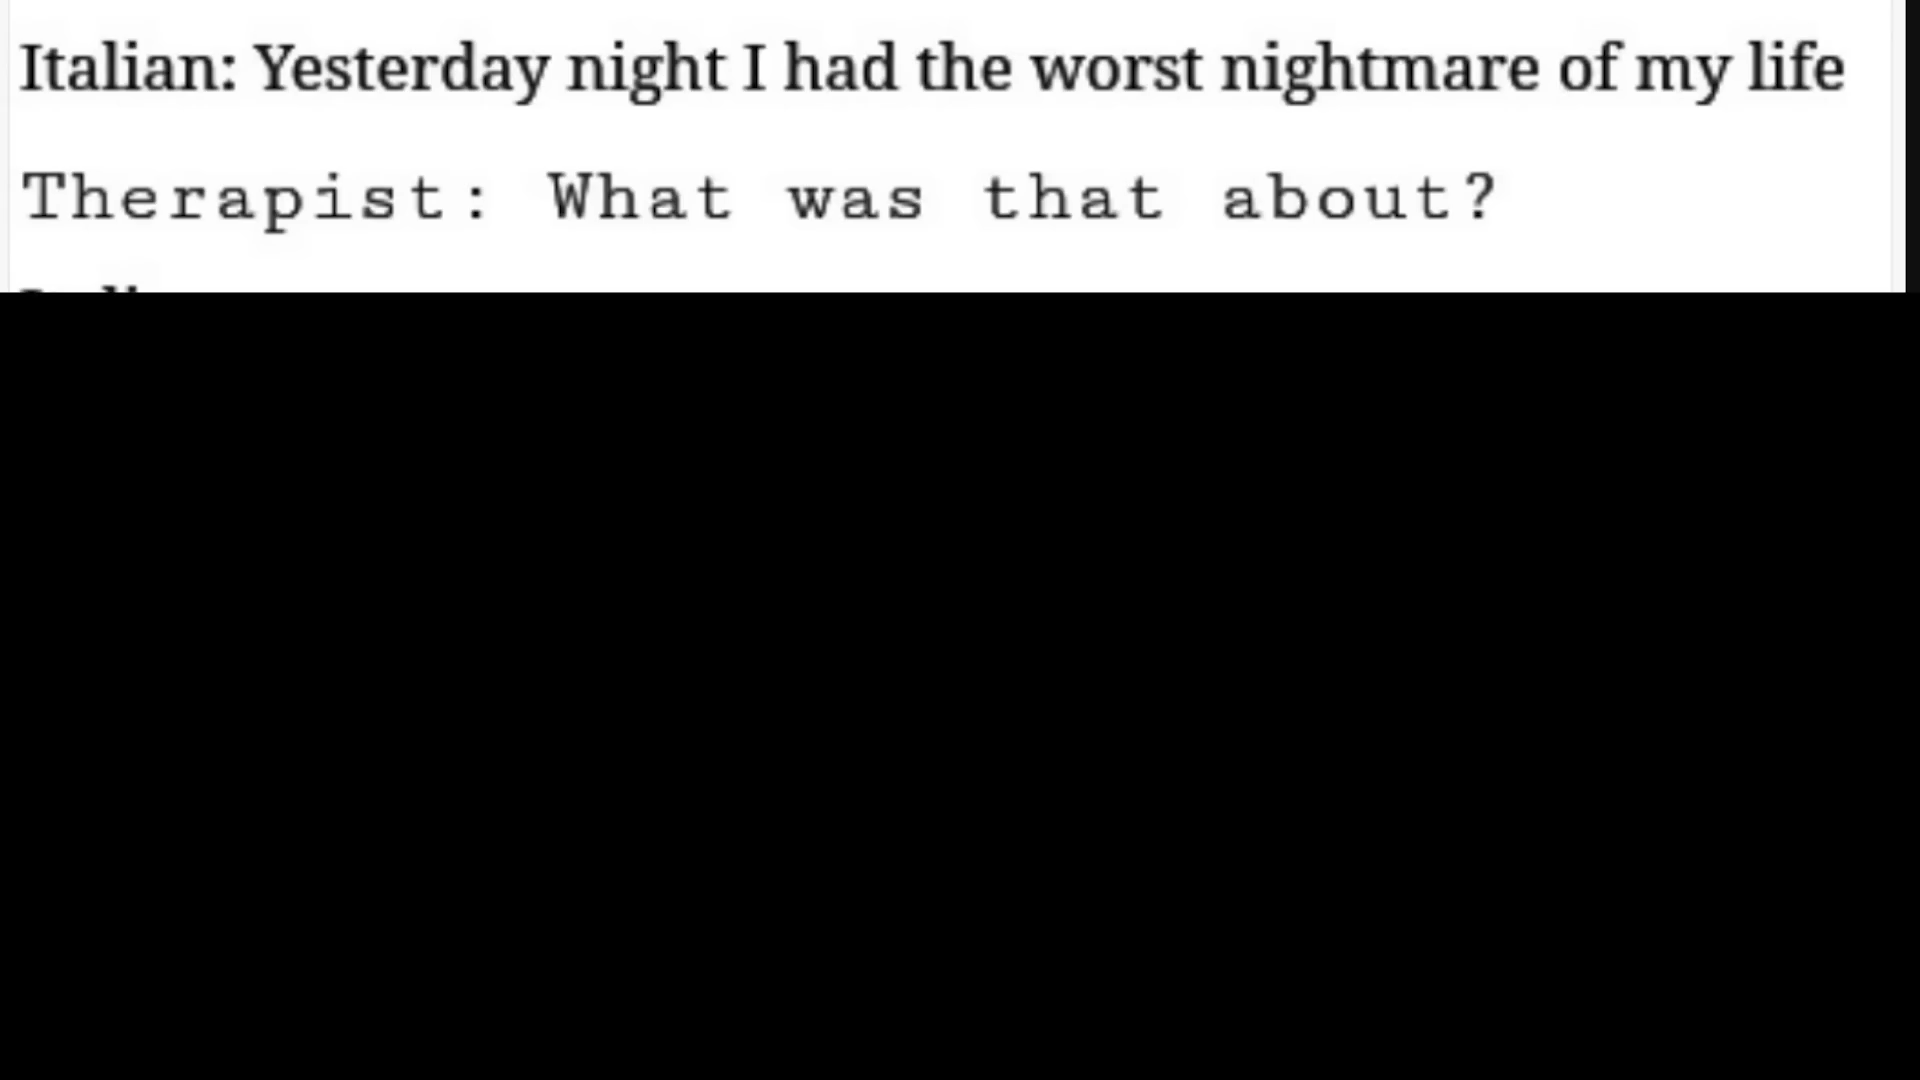 Italian: Yesterday night I had the worst nightmare of my life
Therapist: What was that about?